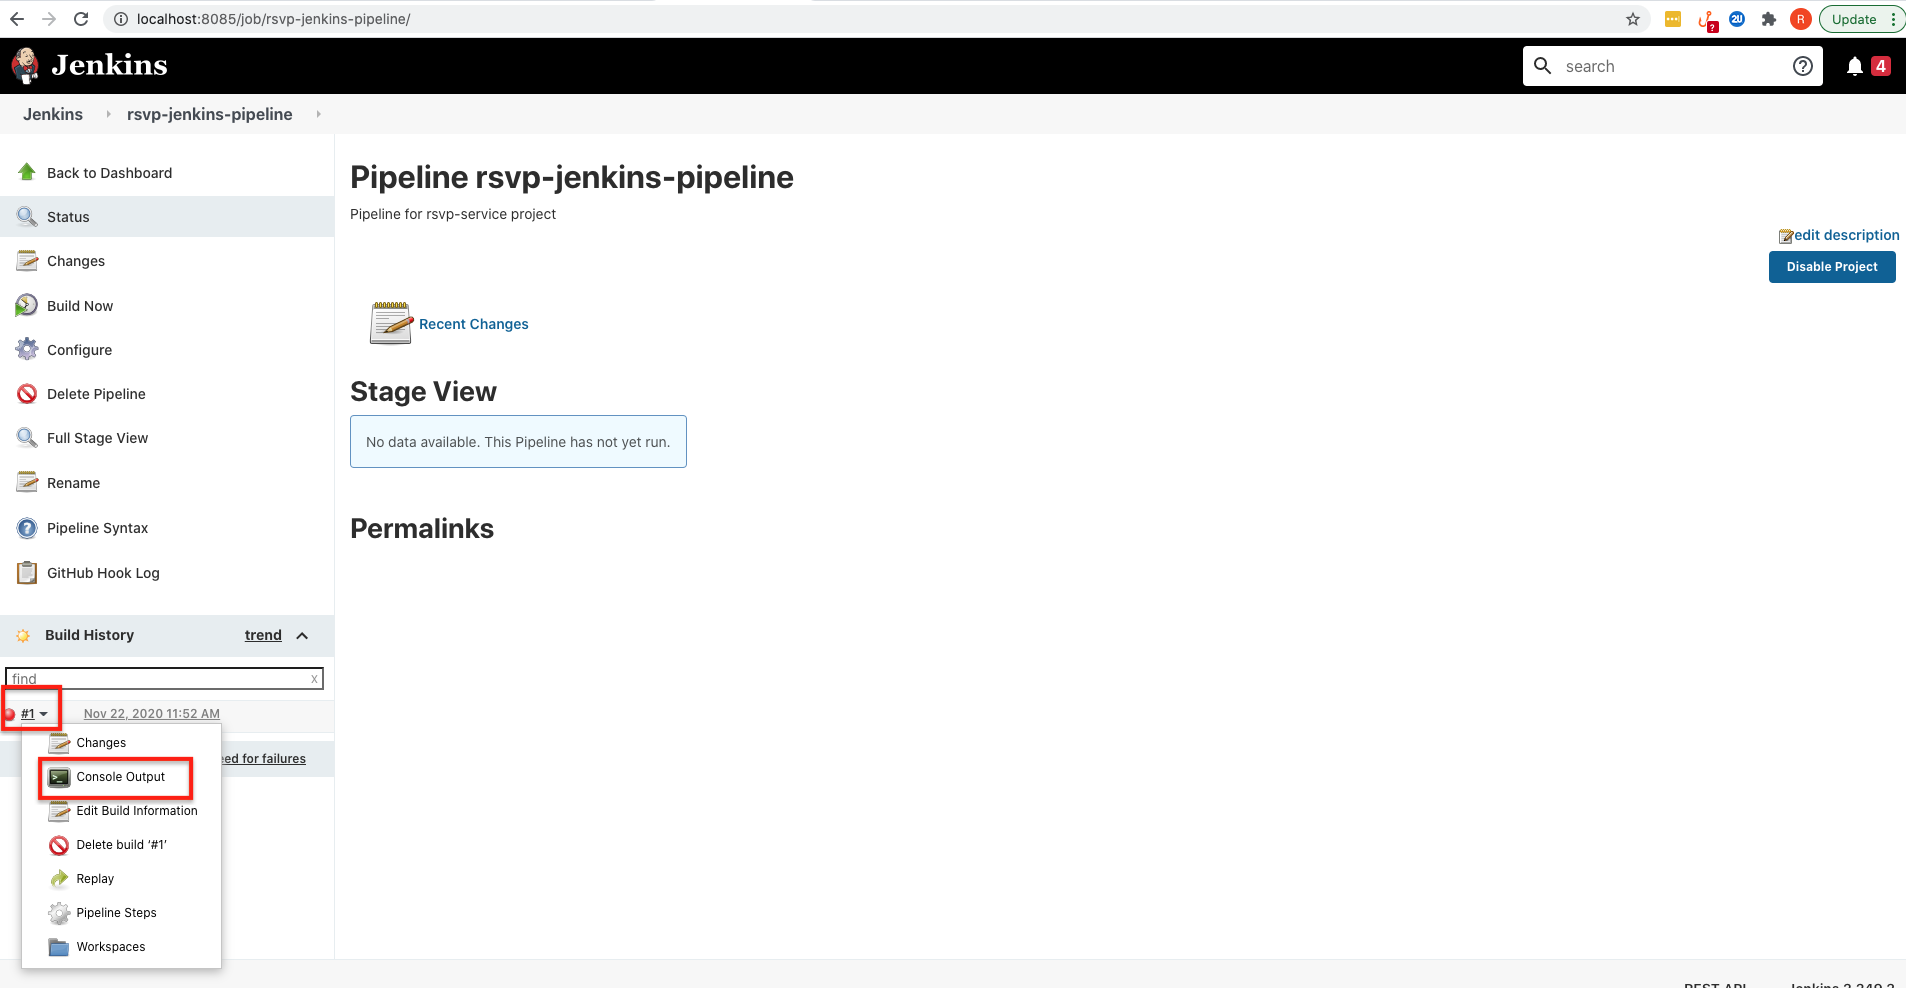 localhost:8085/job/rsvp-jenkins-pipeline/
?
2U
R
Update
Jenkins
search
?
4
Jenkins
rsvp-jenkins-pipeline
Back to Dashboard
Status
Changes
Build Now
Configure
Delete Pipeline
Full Stage View
Rename
Pipeline Syntax
GitHub Hook Log
Build History
trend
find
x
#1
Nov 22, 2020 11:52 AM
Changes
for failures
Console Output
Edit Build Information
Delete build ‘#1’
Replay
Pipeline Steps
Workspaces
Pipeline rsvp-jenkins-pipeline
Pipeline for rsvp-service project
edit description
Disable Project
Recent Changes
Stage View
No data available. This Pipeline has not yet run.
Permalinks
REST API
Jenkins